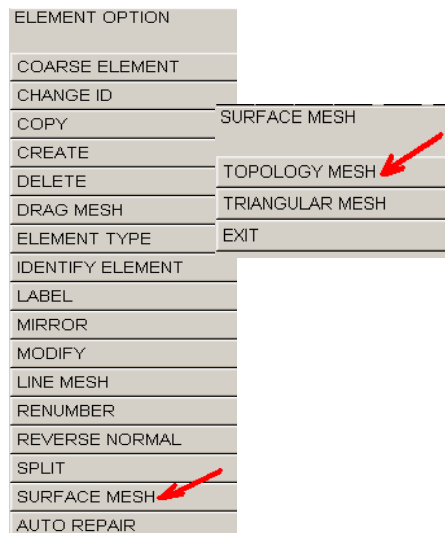 ELEMENT OPTION
COARSE ELEMENT
CHANGE ID
COPY
CREATE
DELETE
DRAG MESH
ELEMENT TYPE
IDENTIFY ELEMENT
LABEL
MIRROR
MODIFY
LINE MESH
RENUMBER
REVERSE NORMAL
SPLIT
SURFACE MESH
AUTO REPAIR
SURFACE MESH
TOPOLOGY MESH
TRIANGULAR MESH
EXIT